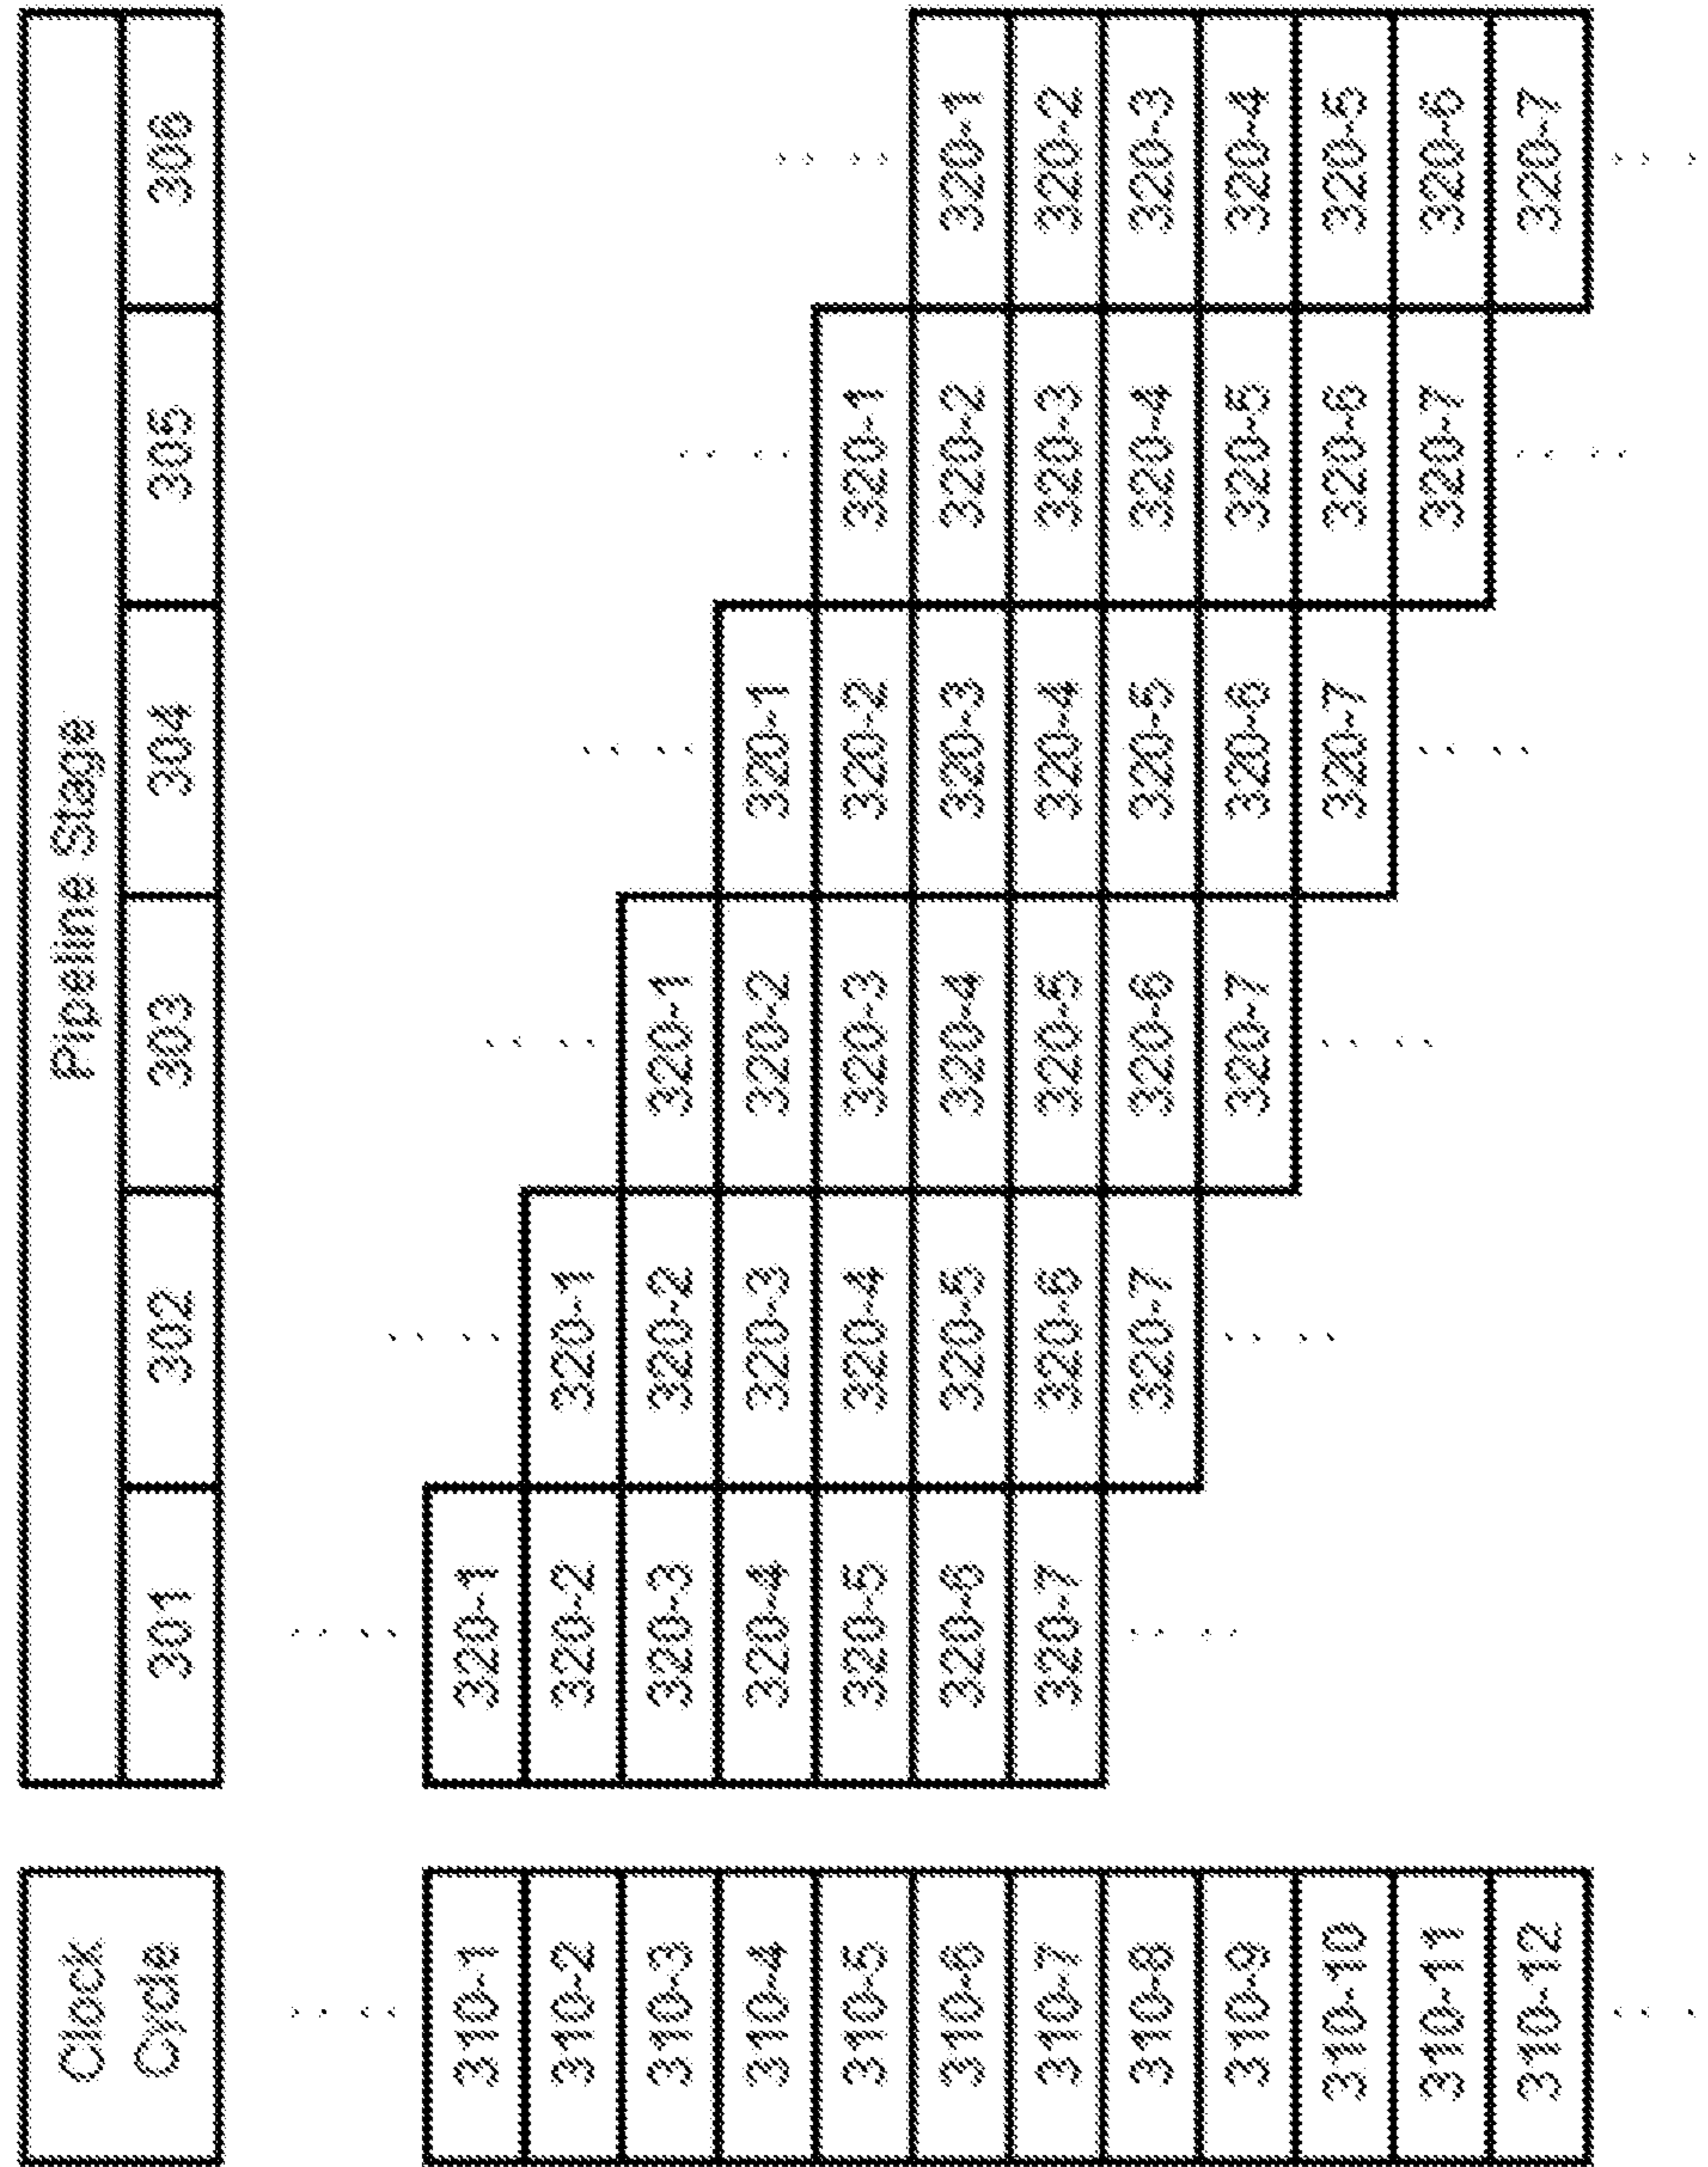 Clock Pipeline Stage
Cycle 301 302 303 304 305 306
310-1 320-1
310-2 320-2 320-1
310-3 320-3 320-2 320-1
310-4 320-4 320-3 320-2 320-1
310-5 320-5 320-4 320-3 320-2 320-1
310-6 320-6 320-5 320-4 320-3 320-2 320-1
310-7 320-7 320-6 320-5 320-4 320-3 320-2
310-8 320-7 320-6 320-5 320-4 320-3
310-9 320-7 320-6 320-5 320-4
310-10 320-7 320-6 320-5
310-11 320-7 320-6
310-12 320-7